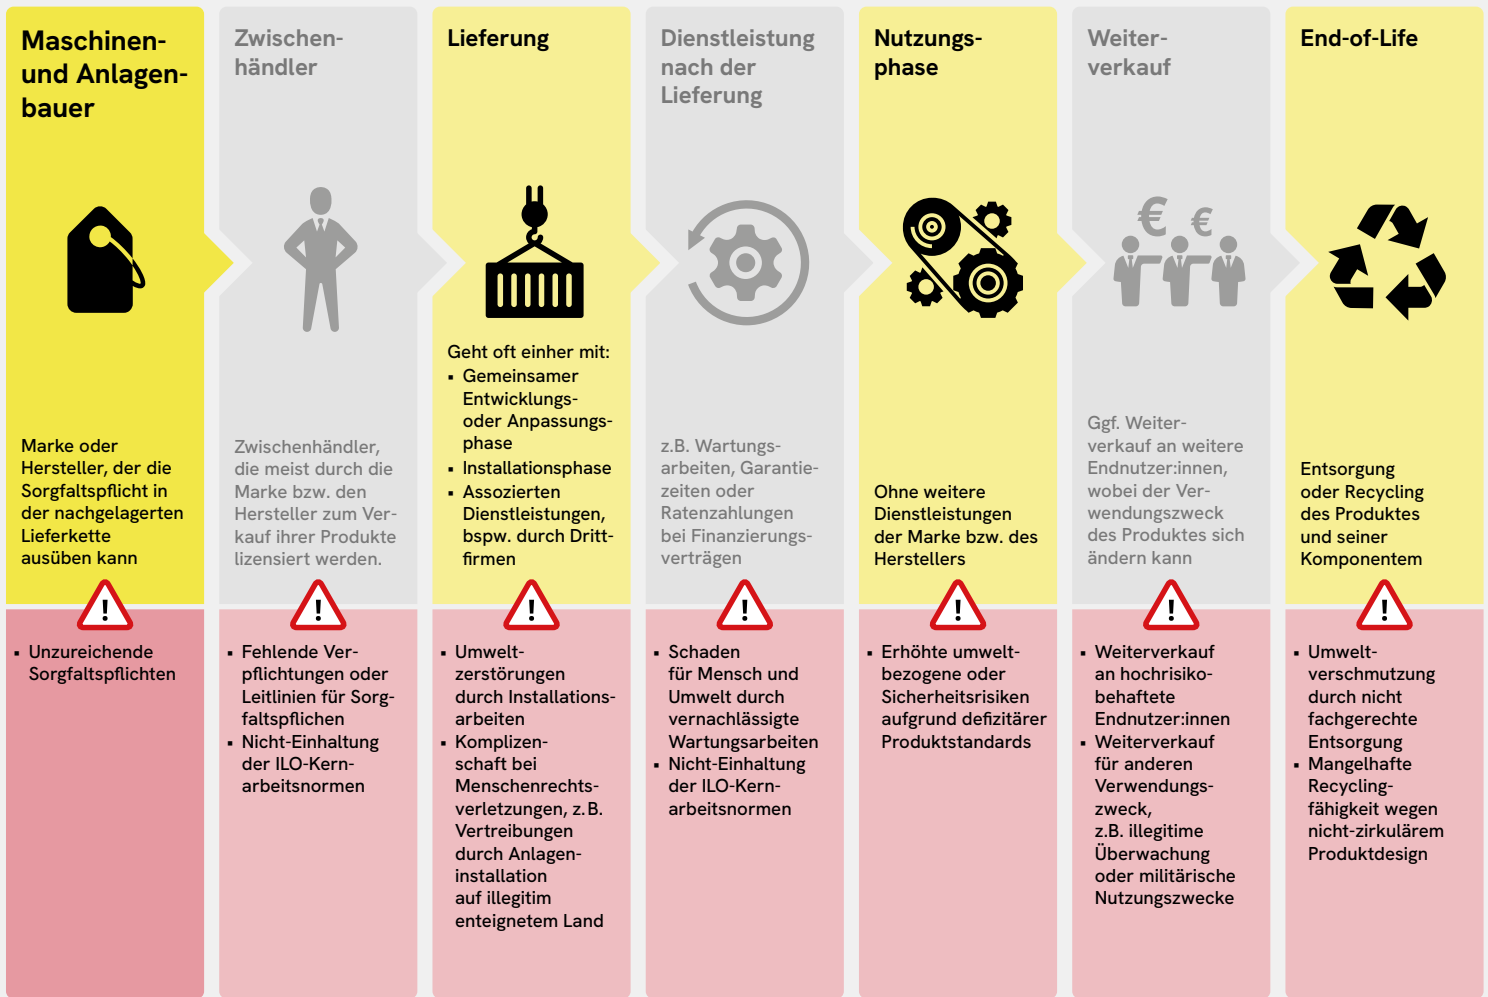 Maschinen-
und Anlagen-
bauer
Marke oder
Hersteller, der die
Sorgfaltspflicht in
der nachgelagerten
Lieferkette
ausüben kann
▪ Unzureichende
Sorgfaltspflichten
Zwischen-
händler
Zwischenhändler,
die meist durch die
Marke bzw. den
Hersteller zum Ver-
kauf ihrer Produkte
lizensiert werden.
▪ Fehlende Ver-
pflichtungen oder
Leitlinien für Sorg-
faltspflichen
▪ Nicht-Einhaltung
der ILO-Kern-
arbeitsnormen
Lieferung
Geht oft einher mit:
▪ Gemeinsamer
Entwicklungs-
oder Anpassungs-
phase
▪ Installationsphase
▪ Assozierten
Dienstleistungen,
bspw. durch Dritt-
firmen
▪ Umwelt-
zerstörungen
durch Installations-
arbeiten
▪ Komplizen-
schaft bei
Menschenrechts-
verletzungen, z.B.
Vertreibungen
durch Anlagen-
installation
auf illegitim
enteignetem Land
Dienstleistung
nach der
Lieferung
z.B. Wartungs-
arbeiten, Garantie-
zeiten oder
Ratenzahlungen
bei Finanzierungs-
verträgen
▪ Schaden
für Mensch und
Umwelt durch
vernachlässigte
Wartungsarbeiten
▪ Nicht-Einhaltung
der ILO-Kern-
arbeitsnormen
Nutzungs-
phase
Ohne weitere
Dienstleistungen
der Marke bzw. des
Herstellers
▪ Erhöhte umwelt-
bezogene oder
Sicherheitsrisiken
aufgrund defizitärer
Produktstandards
Weiter-
verkauf
€ €
Ggf. Weiter-
verkauf an weitere
Endnutzer:innen,
wobei der Ver-
wendungszweck
des Produktes sich
ändern kann
▪ Weiterverkauf
an hochrisiko-
behaftete
Endnutzer:innen
▪ Weiterverkauf
für anderen
Verwendungs-
zweck,
z.B. illegitime
Überwachung
oder militärische
Nutzungszwecke
End-of-Life
Entsorgung
oder Recycling
des Produktes
und seiner
Komponentem
▪ Umwelt-
verschmutzung
durch nicht
fachgerechte
Entsorgung
▪ Mangelhafte
Recycling-
fähigkeit wegen
nicht-zirkulärem
Produktdesign